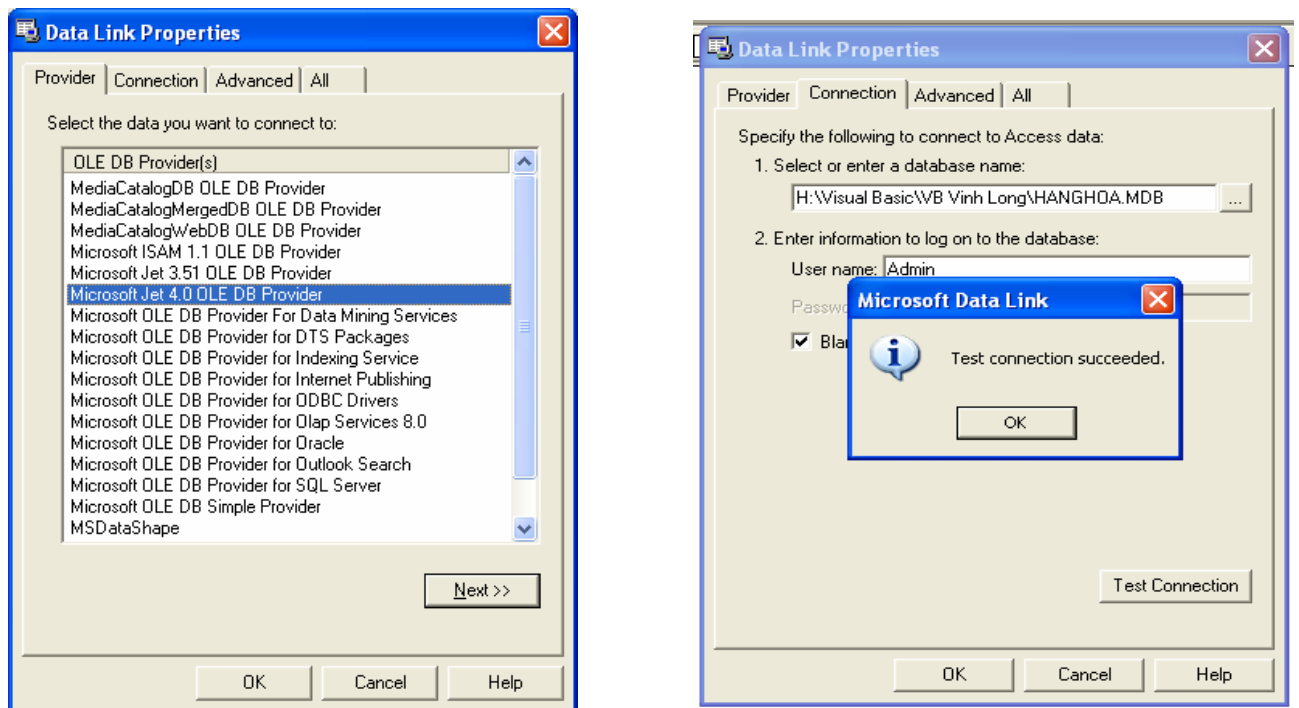 Data Link Properties
Provider Connection Advanced All
Select the data you want to connect to:
OLE DB Provider(s)
MediaCatalogDB OLE DB Provider
MediaCatalogMergedDB OLE DB Provider
MediaCatalogWebDB OLE DB Provider
Microsoft ISAM 1.1 OLE DB Provider
Microsoft Jet 3.51 OLE DB Provider
Microsoft Jet 4.0 OLE DB Provider
Microsoft OLE DB Provider For Data Mining Services
Microsoft OLE DB Provider for DTS Packages
Microsoft OLE DB Provider for Indexing Service
Microsoft OLE DB Provider for Internet Publishing
Microsoft OLE DB Provider for ODBC Drivers
Microsoft OLE DB Provider for Olap Services 8.0
Microsoft OLE DB Provider for Oracle
Microsoft OLE DB Provider for Outlook Search
Microsoft OLE DB Provider for SQL Server
Microsoft OLE DB Simple Provider
MSDataShape
Next >>
OK Cancel Help
Data Link Properties
Provider Connection Advanced All
Specify the following to connect to Access data:
1. Select or enter a database name:
H:\Visual Basic\VB Vinh Long\HANGHOA.MDB ...
2. Enter information to log on to the database:
User name: Admin
Microsoft Data Link
Test connection succeeded.
OK
Test Connection
OK Cancel Help